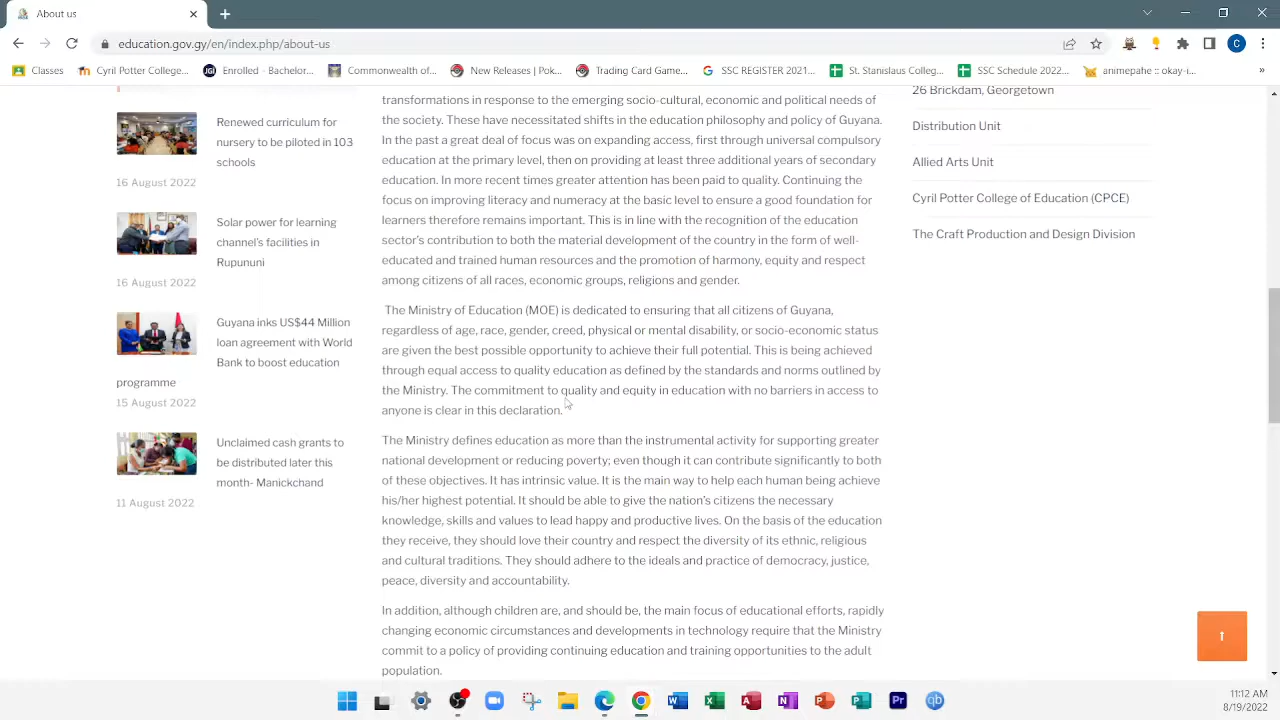 About us
education.gov.gy/en/index.php/about-us
C
Classes
Cyril Potter College...
Enrolled - Bachelor...
Commonwealth of...
New Releases | Pok...
Trading Card Game...
SSC REGISTER 2021...
St. Stanislaus Colleg...
SSC Schedule 2022...
animepahe :: okay-i...
»
Renewed curriculum for
nursery to be piloted in 103
schools
16 August 2022
Solar power for learning
channel's facilities in
Rupununi
16 August 2022
Guyana inks US$44 Million
loan agreement with World
Bank to boost education
programme
15 August 2022
Unclaimed cash grants to
be distributed later this
month- Manickchand
11 August 2022
transformations in response to the emerging socio-cultural, economic and political needs of
the society. These have necessitated shifts in the education philosophy and policy of Guyana.
In the past a great deal of focus was on expanding access, first through universal compulsory
education at the primary level, then on providing at least three additional years of secondary
education. In more recent times greater attention has been paid to quality. Continuing the
focus on improving literacy and numeracy at the basic level to ensure a good foundation for
learners therefore remains important. This is in line with the recognition of the education
sector's contribution to both the material development of the country in the form of well-
educated and trained human resources and the promotion of harmony, equity and respect
among citizens of all races, economic groups, religions and gender.
The Ministry of Education (MOE) is dedicated to ensuring that all citizens of Guyana,
regardless of age, race, gender, creed, physical or mental disability, or socio-economic status
are given the best possible opportunity to achieve their full potential. This is being achieved
through equal access to quality education as defined by the standards and norms outlined by
the Ministry. The commitment to quality and equity in education with no barriers in access to
anyone is clear in this declaration.
The Ministry defines education as more than the instrumental activity for supporting greater
national development or reducing poverty; even though it can contribute significantly to both
of these objectives. It has intrinsic value. It is the main way to help each human being achieve
his/her highest potential. It should be able to give the nation's citizens the necessary
knowledge, skills and values to lead happy and productive lives. On the basis of the education
they receive, they should love their country and respect the diversity of its ethnic, religious
and cultural traditions. They should adhere to the ideals and practice of democracy, justice,
peace, diversity and accountability.
In addition, although children are, and should be, the main focus of educational efforts, rapidly
changing economic circumstances and developments in technology require that the Ministry
commit to a policy of providing continuing education and training opportunities to the adult
population.
26 Brickdam, Georgetown
Distribution Unit
Allied Arts Unit
Cyril Potter College of Education (CPCE)
The Craft Production and Design Division
11:12 AM
8/19/2022